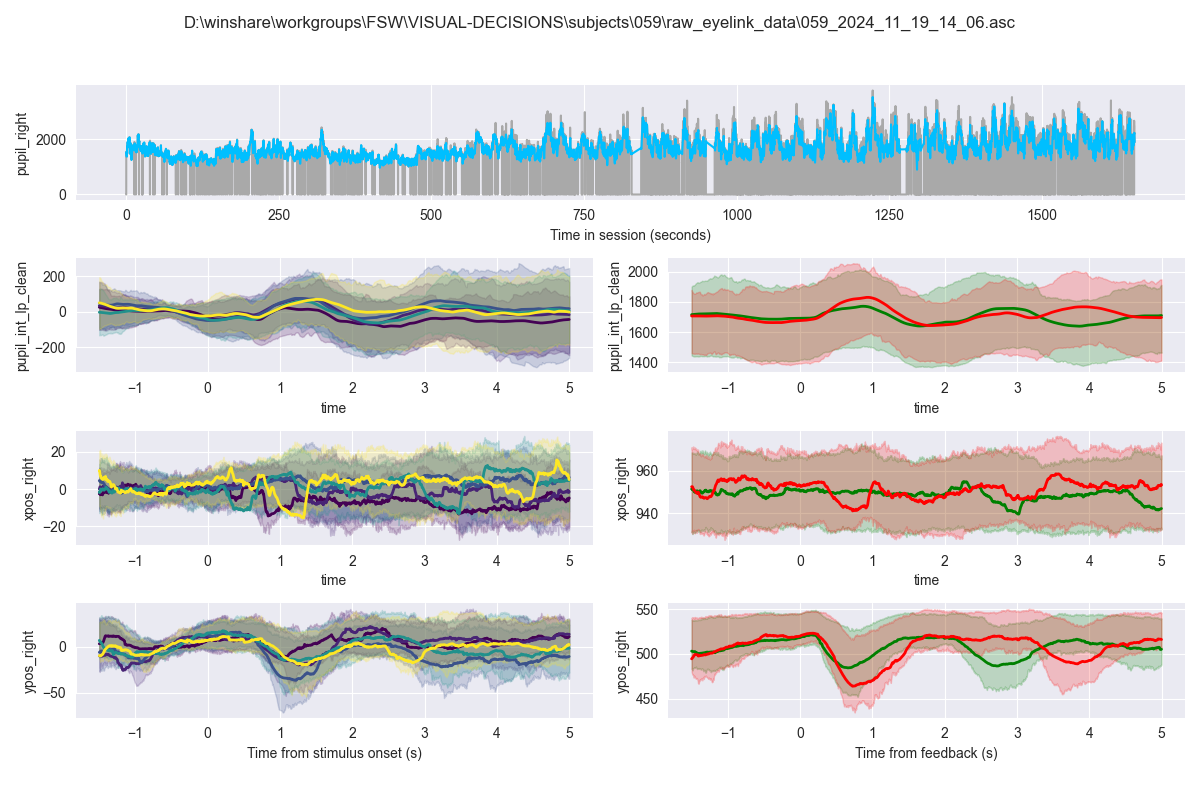 D:\winshare\workgroups\FSW\VISUAL-DECISIONS\subjects\059\raw_eyelink_data\059_2024_11_19_14_06.asc
pupil_right
2000
0
0 250 500 750 1000 1250 1500
Time in session (seconds)
pupil_int_lp_clean
200
0
−200
−1 0 1 2 3 4 5
time
pupil_int_lp_clean
2000
1800
1600
1400
−1 0 1 2 3 4 5
time
xpos_right
20
0
−20
−1 0 1 2 3 4 5
time
xpos_right
960
940
−1 0 1 2 3 4 5
time
ypos_right
0
−50
−1 0 1 2 3 4 5
Time from stimulus onset (s)
ypos_right
550
500
450
−1 0 1 2 3 4 5
Time from feedback (s)